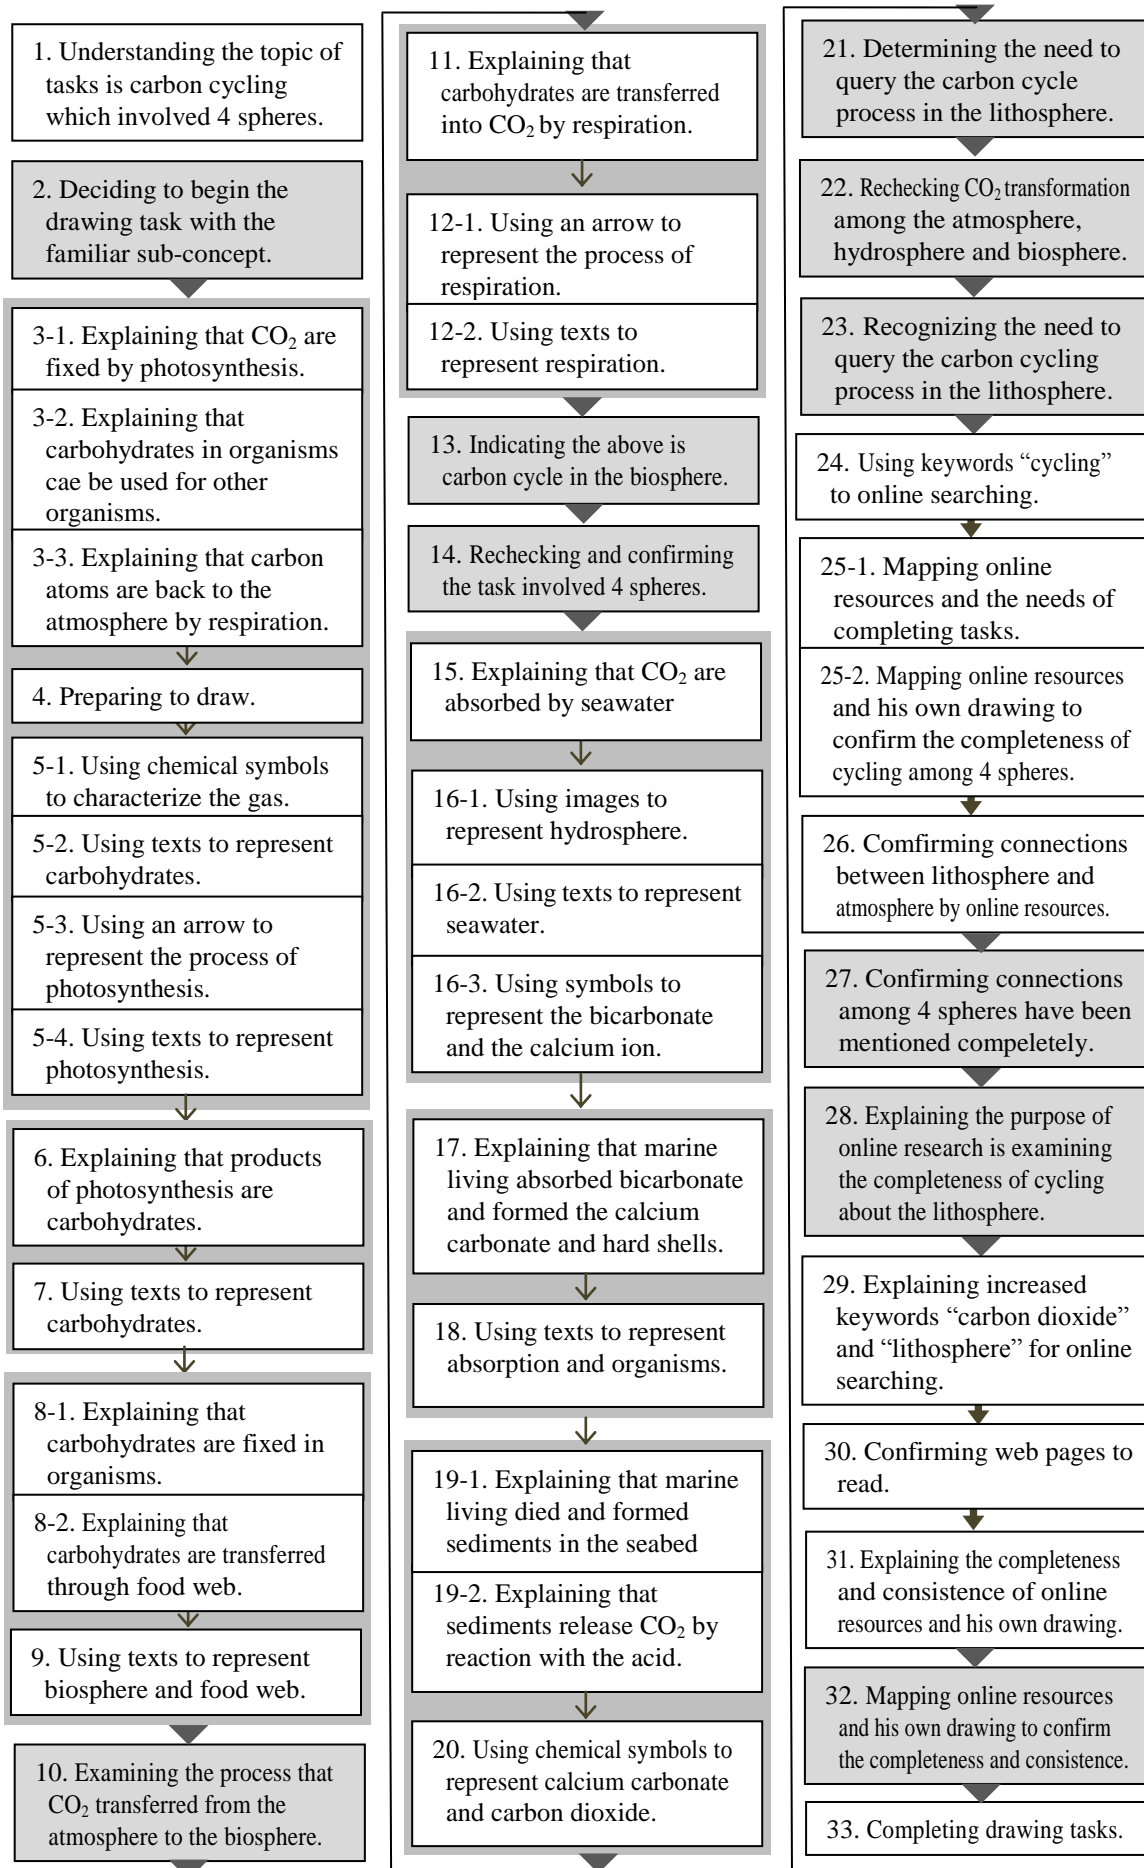 1. Understanding the topic of
tasks is carbon cycling
which involved 4 spheres.
2. Deciding to begin the
drawing task with the
familiar sub-concept.
3-1. Explaining that CO₂ are
fixed by photosynthesis.
3-2. Explaining that
carbohydrates in organisms
cae be used for other
organisms.
3-3. Explaining that carbon
atoms are back to the
atmosphere by respiration.
4. Preparing to draw.
5-1. Using chemical symbols
to characterize the gas.
5-2. Using texts to represent
carbohydrates.
5-3. Using an arrow to
represent the process of
photosynthesis.
5-4. Using texts to represent
photosynthesis.
6. Explaining that products
of photosynthesis are
carbohydrates.
7. Using texts to represent
carbohydrates.
8-1. Explaining that
carbohydrates are fixed in
organisms.
8-2. Explaining that
carbohydrates are transferred
through food web.
9. Using texts to represent
biosphere and food web.
10. Examining the process that
CO₂ transferred from the
atmosphere to the biosphere.
11. Explaining that
carbohydrates are transferred
into CO₂ by respiration.
12-1. Using an arrow to
represent the process of
respiration.
12-2. Using texts to
represent respiration.
13. Indicating the above is
carbon cycle in the biosphere.
14. Rechecking and confirming
the task involved 4 spheres.
15. Explaining that CO₂ are
absorbed by seawater
16-1. Using images to
represent hydrosphere.
16-2. Using texts to represent
seawater.
16-3. Using symbols to
represent the bicarbonate
and the calcium ion.
17. Explaining that marine
living absorbed bicarbonate
and formed the calcium
carbonate and hard shells.
18. Using texts to represent
absorption and organisms.
19-1. Explaining that marine
living died and formed
sediments in the seabed
19-2. Explaining that
sediments release CO₂ by
reaction with the acid.
20. Using chemical symbols to
represent calcium carbonate
and carbon dioxide.
21. Determining the need to
query the carbon cycle
process in the lithosphere.
22. Rechecking CO₂ transformation
among the atmosphere,
hydrosphere and biosphere.
23. Recognizing the need to
query the carbon cycling
process in the lithosphere.
24. Using keywords “cycling”
to online searching.
25-1. Mapping online
resources and the needs of
completing tasks.
25-2. Mapping online resources
and his own drawing to
confirm the completeness of
cycling among 4 spheres.
26. Comfirming connections
between lithosphere and
atmosphere by online resources.
27. Confirming connections
among 4 spheres have been
mentioned compeletely.
28. Explaining the purpose of
online research is examining
the completeness of cycling
about the lithosphere.
29. Explaining increased
keywords “carbon dioxide”
and “lithosphere” for online
searching.
30. Confirming web pages to
read.
31. Explaining the completeness
and consistence of online
resources and his own drawing.
32. Mapping online resources
and his own drawing to confirm
the completeness and consistence.
33. Completing drawing tasks.